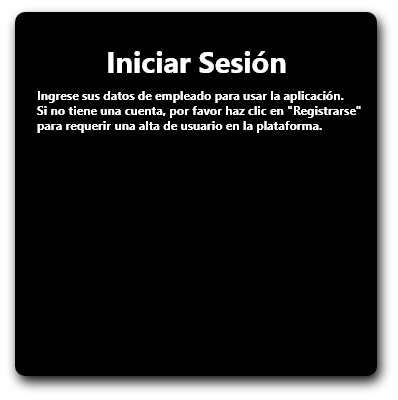 Iniciar Sesión
Ingrese sus datos de empleado para usar la aplicación.
Si no tiene una cuenta, por favor haz clic en "Registrarse"
para requerir una alta de usuario en la plataforma.